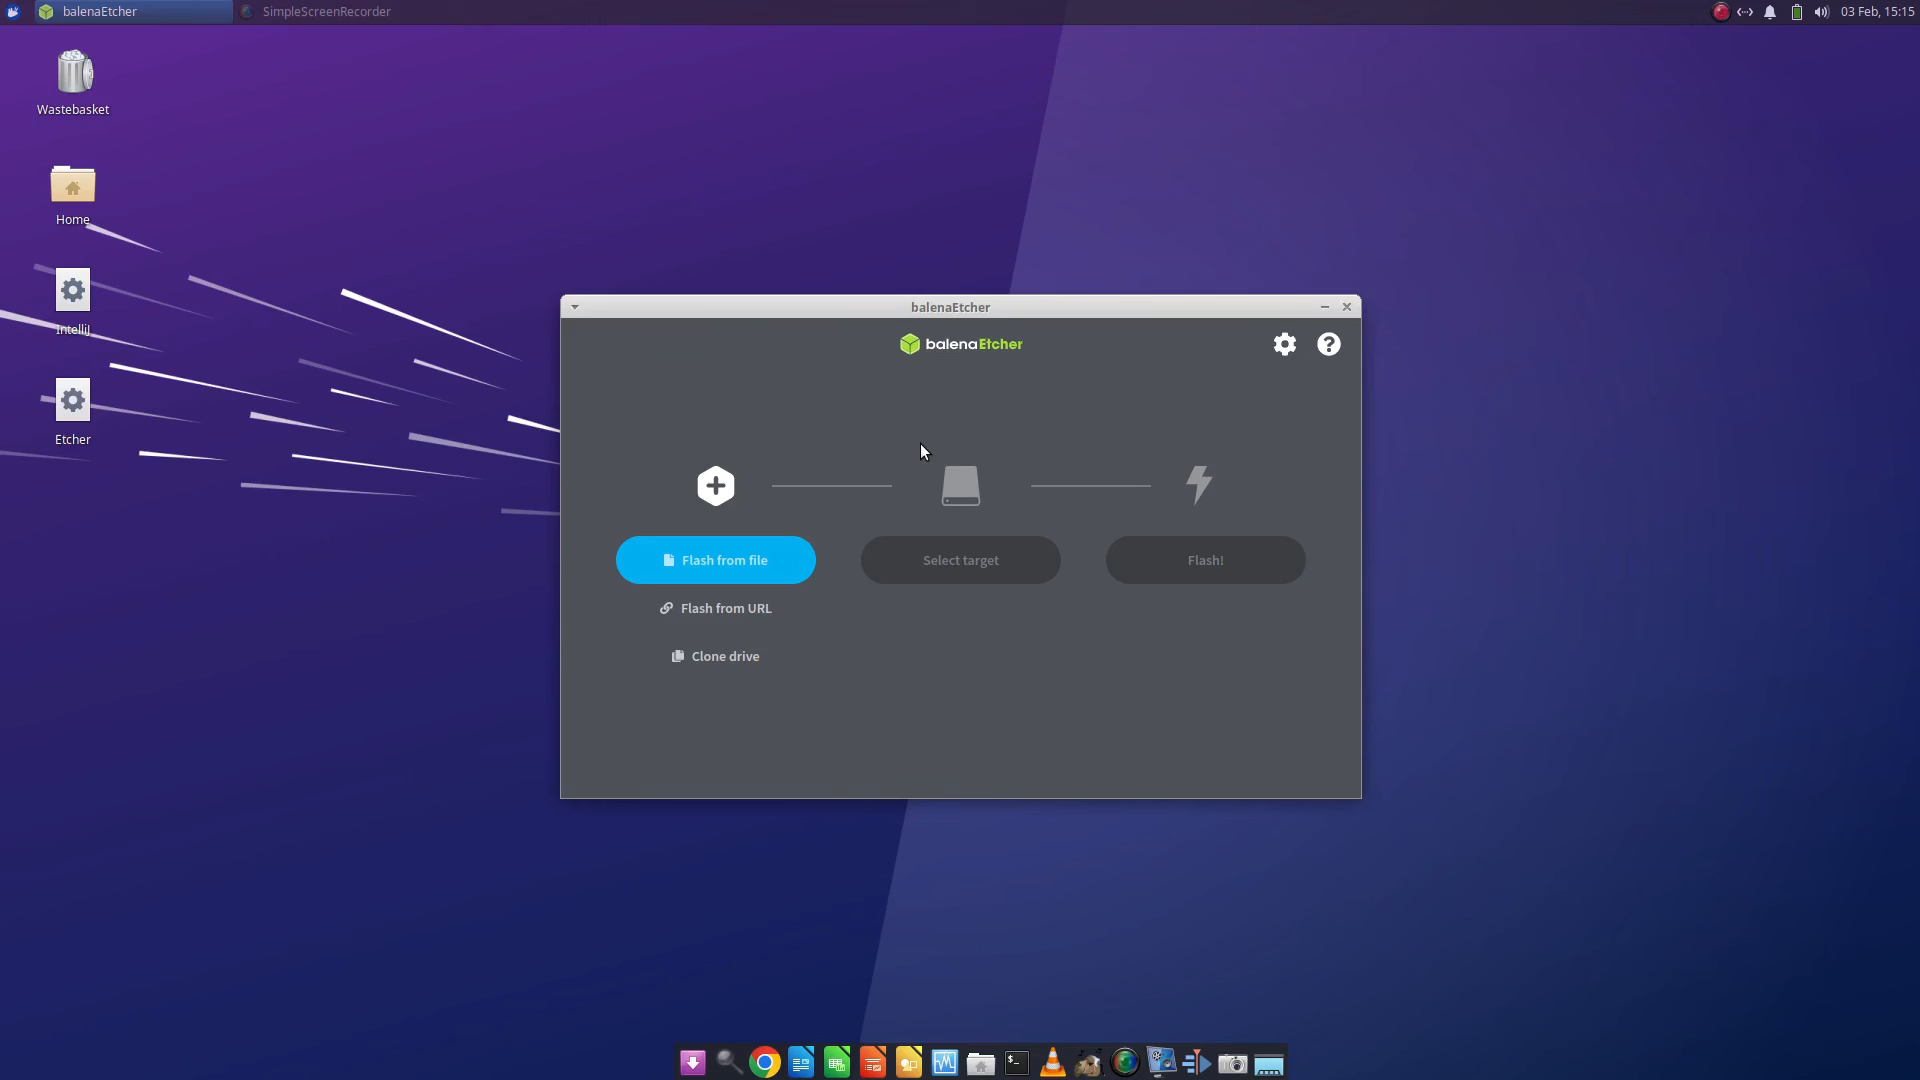 balenaEtcher
SimpleScreenRecorder
03 Feb, 15:15
Wastebasket
Home
IntelliJ
Etcher
balenaEtcher
balenaEtcher
Flash from file
Select target
Flash!
Flash from URL
Clone drive